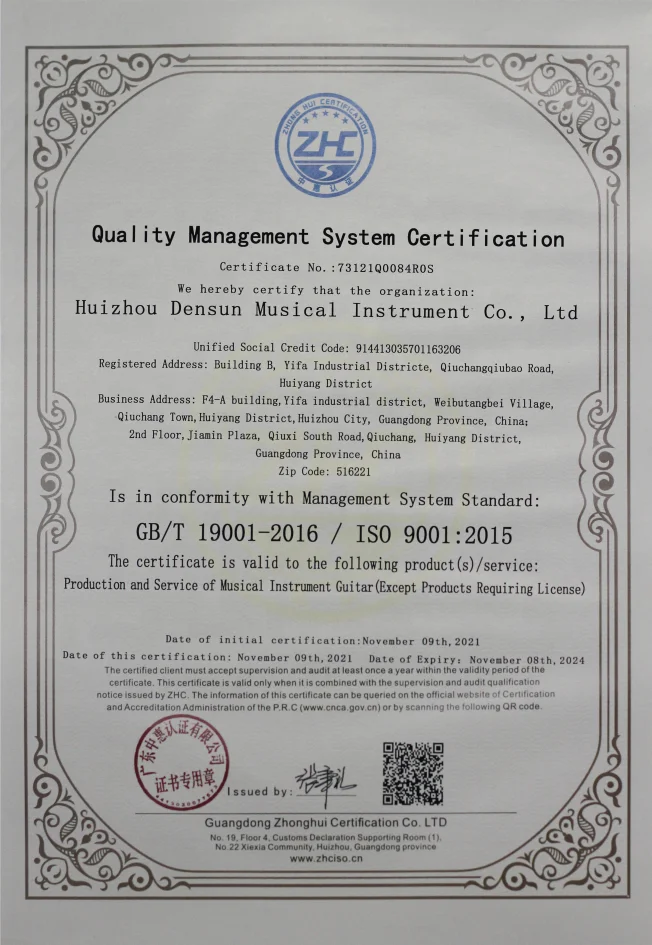 ZHONG HUI CERTIFICATION
ZHC
中惠认证
Quality Management System Certification
Certificate No.:73121Q0084R0S
We hereby certify that the organization:
Huizhou Densun Musical Instrument Co., Ltd
Unified Social Credit Code: 914413035701163206
Registered Address: Building B, Yifa Industrial Districte, Qiuchangqiubao Road,
Huiyang District
Business Address: F4-A building,Yifa industrial district, Weibutangbei Village,
Qiuchang Town,Huiyang District,Huizhou City, Guangdong Province, China;
2nd Floor,Jiamin Plaza, Qiuxi South Road,Qiuchang, Huiyang District,
Guangdong Province, China
Zip Code: 516221
Is in conformity with Management System Standard:
GB/T 19001-2016 / ISO 9001:2015
The certificate is valid to the following product(s)/service:
Production and Service of Musical Instrument Guitar(Except Products Requiring License)
Date of initial certification:November 09th,2021
Date of this certification: November 09th,2021 Date of Expiry: November 08th,2024
The certified client must accept supervision and audit at least once a year within the validity period of the
certificate. This certificate is valid only when it is combined with the supervision and audit qualification
notice issued by ZHC. The information of this certificate can be queried on the official website of Certification
and Accreditation Administration of the P.R.C (www.cnca.gov.cn) or by scanning the following QR code.
广东中惠认证有限公司
证书专用章
Issued by:
Guangdong Zhonghui Certification Co. LTD
No. 19, Floor 4, Customs Declaration Supporting Room (1),
No.22 Xiexia Community, Huizhou, Guangdong province
www.zhciso.cn